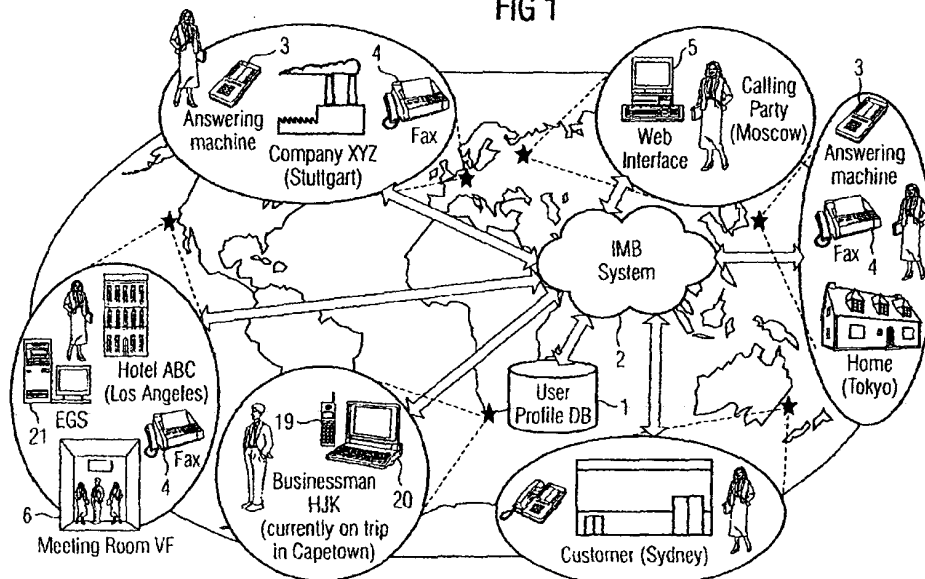 FIG 1
3
Answering
machine
Company XYZ
(Stuttgart)
4
Fax
5
Web
Interface
Calling
Party
(Moscow)
3
Answering
machine
Fax
4
Home
(Tokyo)
IMB
System
2
User
Profile DB
1
Hotel ABC
(Los Angeles)
21
EGS
Fax
4
6
Meeting Room VF
19
20
Businessman
HJK
(currently on trip
in Capetown)
Customer (Sydney)